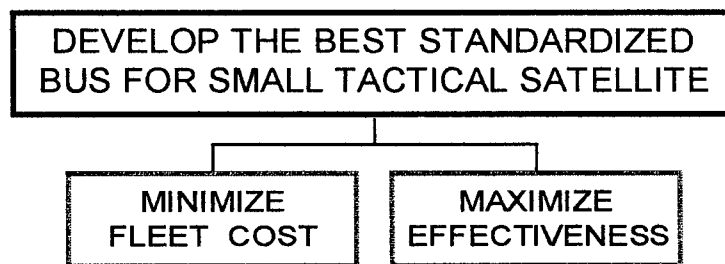 DEVELOP THE BEST STANDARDIZED
BUS FOR SMALL TACTICAL SATELLITE
MINIMIZE
FLEET COST
MAXIMIZE
EFFECTIVENESS